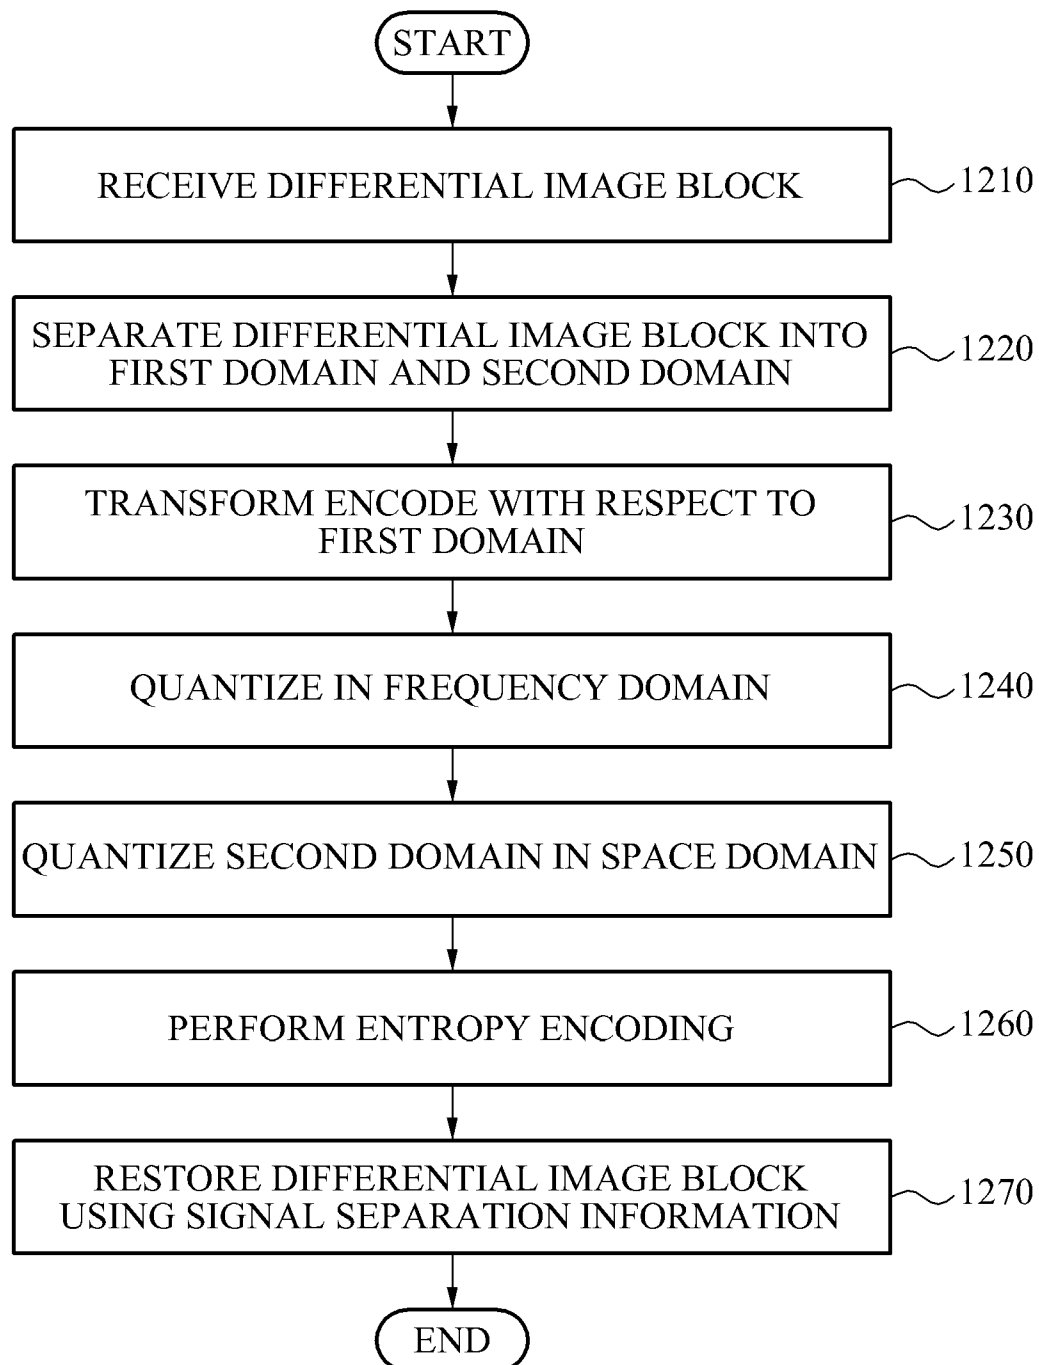 START
RECEIVE DIFFERENTIAL IMAGE BLOCK
1210
SEPARATE DIFFERENTIAL IMAGE BLOCK INTO
FIRST DOMAIN AND SECOND DOMAIN
1220
TRANSFORM ENCODE WITH RESPECT TO
FIRST DOMAIN
1230
QUANTIZE IN FREQUENCY DOMAIN
1240
QUANTIZE SECOND DOMAIN IN SPACE DOMAIN
1250
PERFORM ENTROPY ENCODING
1260
RESTORE DIFFERENTIAL IMAGE BLOCK
USING SIGNAL SEPARATION INFORMATION
1270
END